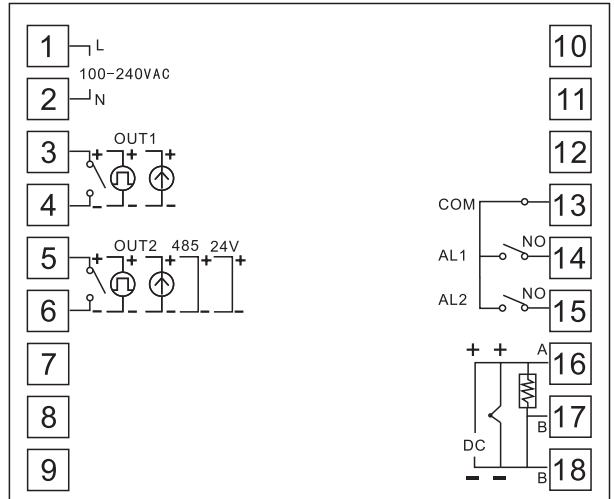 1 L
100-240VAC
2 N
3 OUT1
+ + +
4 - - -
5 OUT2 485 24V
+ + + + +
6 - - - - -
7
8
9
10
11
12
COM 13
AL1 NO 14
AL2 NO 15
+ + A 16
B 17
DC
- - B 18